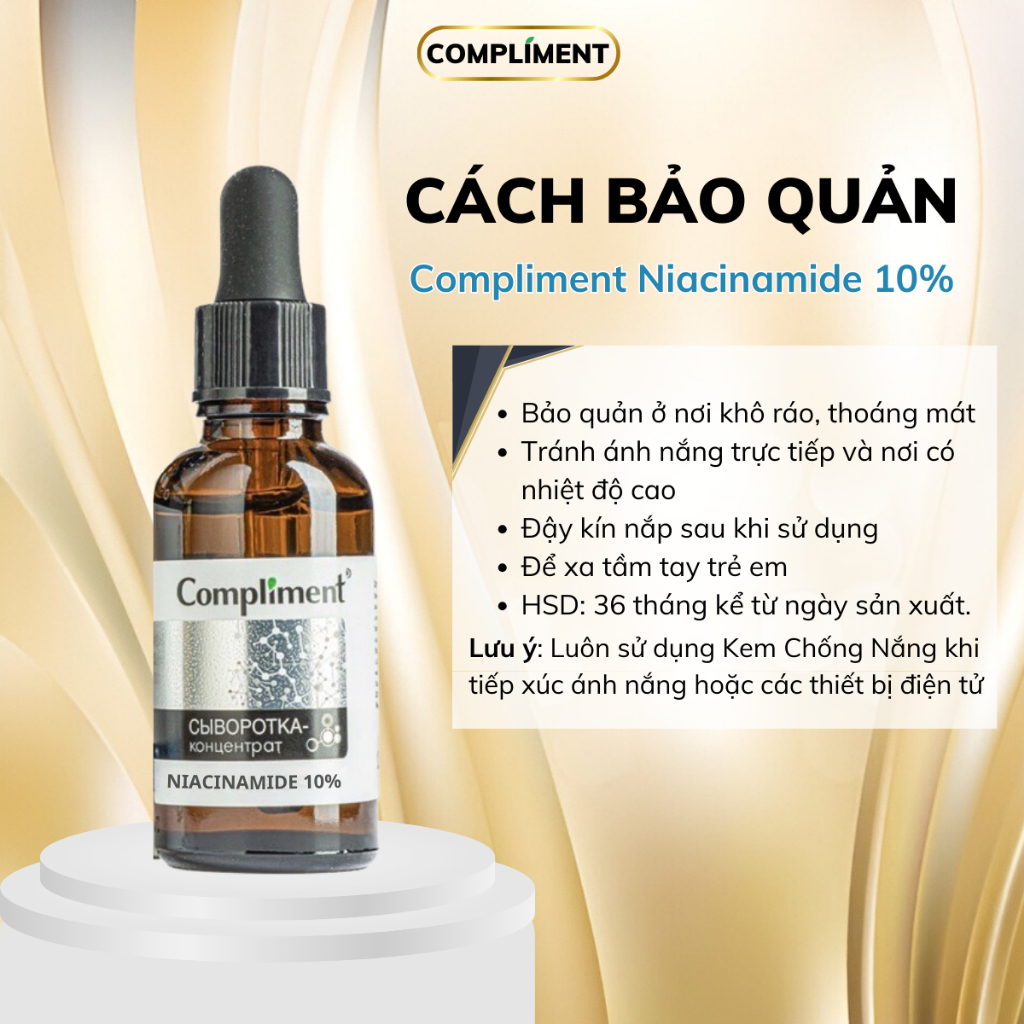 COMPLIMENT
CÁCH BẢO QUẢN
Compliment Niacinamide 10%
• Bảo quản ở nơi khô ráo, thoáng mát
• Tránh ánh nắng trực tiếp và nơi có
nhiệt độ cao
• Đậy kín nắp sau khi sử dụng
• Để xa tầm tay trẻ em
• HSD: 36 tháng kể từ ngày sản xuất.
Lưu ý: Luôn sử dụng Kem Chống Nắng khi
tiếp xúc ánh nắng hoặc các thiết bị điện tử
Compliment
СЫВОРОТКА-
концентрат
NIACINAMIDE 10%